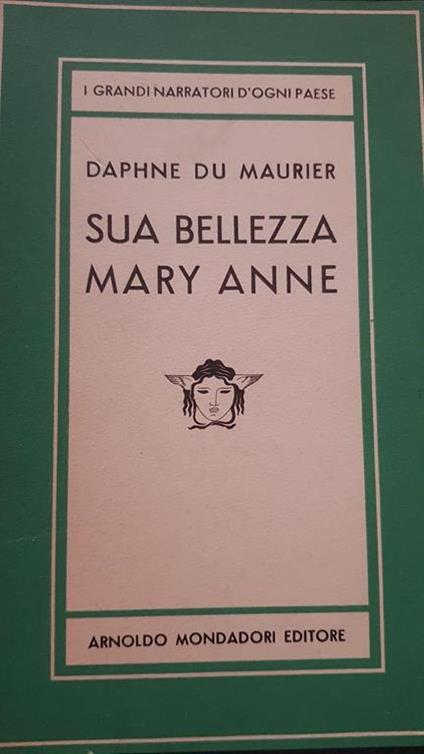 I GRANDI NARRATORI D'OGNI PAESE
DAPHNE DU MAURIER
SUA BELLEZZA
MARY ANNE
ARNOLDO MONDADORI EDITORE